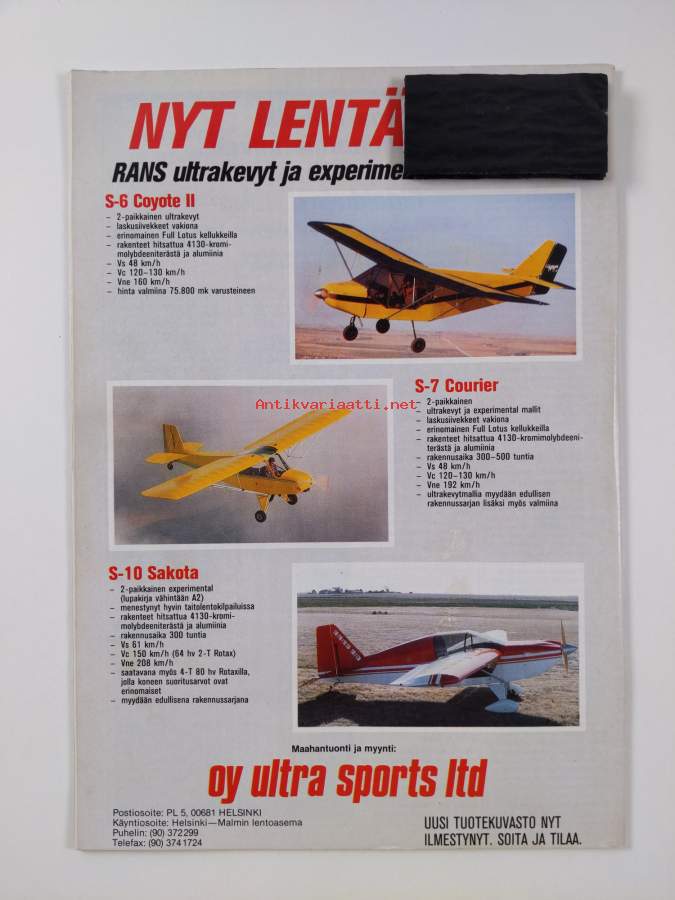 NYT LENTÄ
RANS ultrakevyt ja
S-6 Coyote II
– 2-paikkainen ultrakevyt
– laskusiivekkeet vakiona
– erinomainen Full Lotus kellukkeilla
– rakenteet hitsattua 4130-kromi-
molybdeeniterästä ja alumiinia
– Vs 48 km/h
– Vc 120–130 km/h
– Vne 160 km/h
– hinta valmiina 75.800 mk varusteineen
Antikvariaatti.net
S-7 Courier
– 2-paikkainen
– ultrakevyt ja experimental mallit
– laskusiivekkeet vakiona
– erinomainen Full Lotus kellukkeilla
– rakenteet hitsattua 4130-kromimolybdeeni-
terästä ja alumiinia
– rakennusaika 300–500 tuntia
– Vs 48 km/h
– Vc 120–130 km/h
– Vne 192 km/h
– ultrakevytmallia myydään edullisen
rakennussarjan lisäksi myös valmiina
S-10 Sakota
– 2-paikkainen experimental
(lupakirja vähintään A2)
– menestynyt hyvin taitolentokilpailuissa
– rakenteet hitsattua 4130-kromi-
molybdeeniterästä ja alumiinia
– rakennusaika 300 tuntia
– Vs 61 km/h
– Vc 150 km/h (64 hv 2-T Rotax)
– Vne 208 km/h
– saatavana myös 4-T 80 hv Rotaxilla,
jolla koneen suoritusarvot ovat
erinomaiset
– myydään edullisena rakennussarjana
Maahantuonti ja myynti:
oy ultra sports ltd
Postiosoite: PL 5, 00681 HELSINKI
Käyntiosoite: Helsinki—Malmin lentoasema
Puhelin: (90) 372299
Telefax: (90) 3741724
UUSI TUOTEKUVASTO NYT
ILMESTYNYT. SOITA JA TILAA.